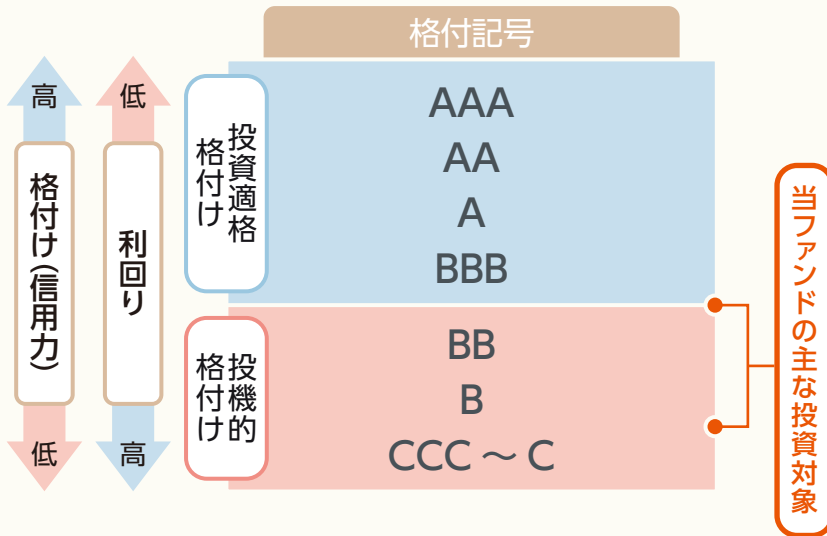 格付記号
高
格付け(信用力)
低
低
利回り
高
投資適格
格付け
AAA
AA
A
BBB
投機的
格付け
BB
B
CCC ～ C
当ファンドの主な投資対象